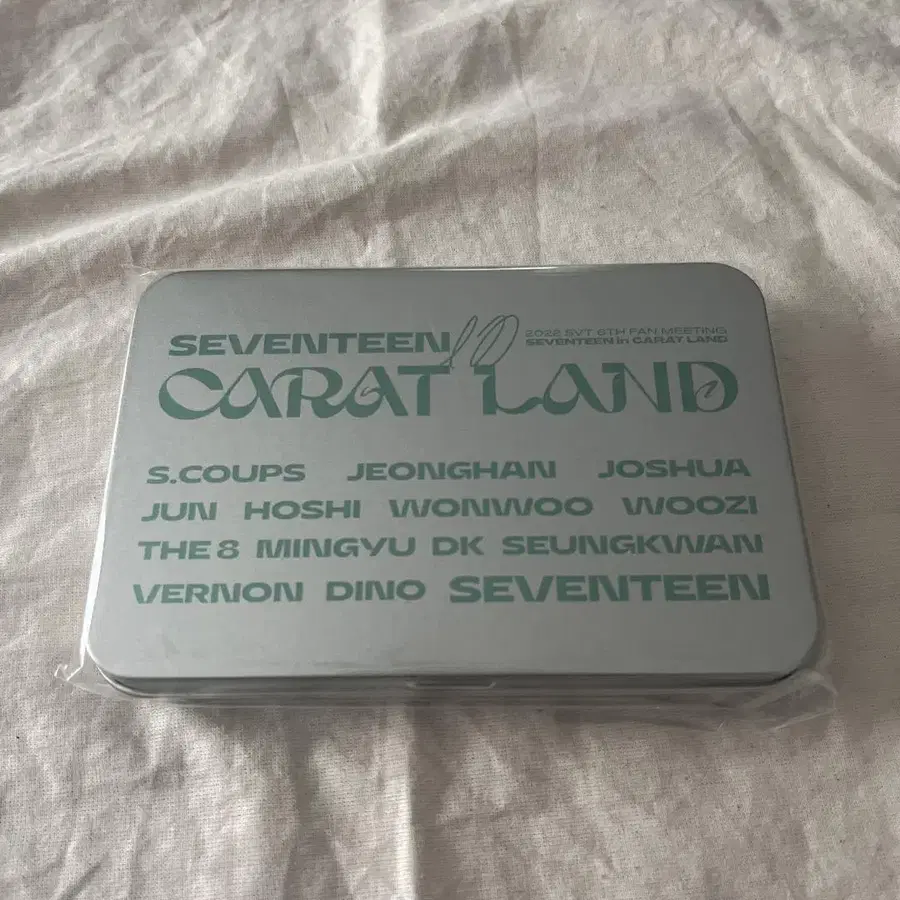 SEVENTEEN in
2022 SVT 6TH FAN MEETING
SEVENTEEN in CARAT LAND
CARAT LAND
S.COUPS JEONGHAN JOSHUA
JUN HOSHI WONWOO WOOZI
THE 8 MINGYU DK SEUNGKWAN
VERNON DINO SEVENTEEN